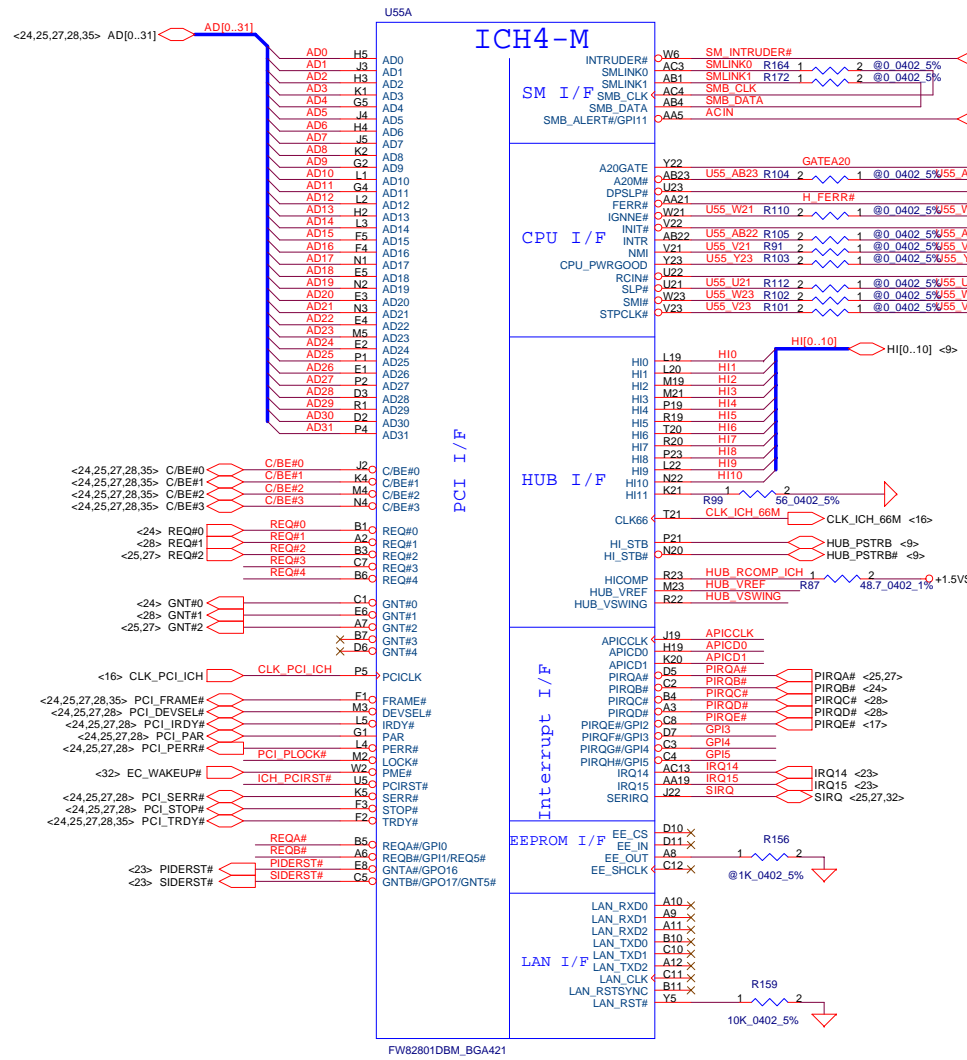 U55A
ICH4-M
<24,25,27,28,35> AD[0..31] AD[0..31]
AD0 H5 AD0
AD1 J3 AD1
AD2 H3 AD2
AD3 K1 AD3
AD4 G5 AD4
AD5 J4 AD5
AD6 H4 AD6
AD7 J5 AD7
AD8 K2 AD8
AD9 G2 AD9
AD10 L1 AD10
AD11 G4 AD11
AD12 L2 AD12
AD13 H2 AD13
AD14 L3 AD14
AD15 F5 AD15
AD16 F4 AD16
AD17 N1 AD17
AD18 E5 AD18
AD19 N2 AD19
AD20 E3 AD20
AD21 N3 AD21
AD22 E4 AD22
AD23 M5 AD23
AD24 E2 AD24
AD25 P1 AD25
AD26 E1 AD26
AD27 P2 AD27
AD28 D3 AD28
AD29 R1 AD29
AD30 D2 AD30
AD31 P4 AD31
PCI I/F
<24,25,27,28,35> C/BE#0 C/BE#0 J2 C/BE#0
<24,25,27,28,35> C/BE#1 C/BE#1 K4 C/BE#1
<24,25,27,28,35> C/BE#2 C/BE#2 M4 C/BE#2
<24,25,27,28,35> C/BE#3 C/BE#3 N4 C/BE#3
<24> REQ#0 REQ#0 B1 REQ#0
<28> REQ#1 REQ#1 A2 REQ#1
<25,27> REQ#2 REQ#2 B3 REQ#2
REQ#3 C7 REQ#3
REQ#4 B6 REQ#4
<24> GNT#0 C1 GNT#0
<28> GNT#1 E6 GNT#1
<25,27> GNT#2 A7 GNT#2
B7 GNT#3
D6 GNT#4
<16> CLK_PCI_ICH CLK_PCI_ICH P5 PCICLK
<24,25,27,28,35> PCI_FRAME# F1 FRAME#
<24,25,27,28> PCI_DEVSEL# M3 DEVSEL#
<24,25,27,28> PCI_IRDY# L5 IRDY#
<24,25,27,28> PCI_PAR G1 PAR
<24,25,27,28> PCI_PERR# L4 PERR#
PCI_PLOCK# M2 LOCK#
<32> EC_WAKEUP# W2 PME#
ICH_PCIRST# U5 PCIRST#
<24,25,27,28> PCI_SERR# K5 SERR#
<24,25,27,28> PCI_STOP# F3 STOP#
<24,25,27,28,35> PCI_TRDY# F2 TRDY#
REQA# B5 REQA#/GPI0
REQB# A6 REQB#/GPI1/REQ5#
<23> PIDERST# PIDERST# E8 GNTA#/GPO16
<23> SIDERST# SIDERST# C5 GNTB#/GPO17/GNT5#
SM I/F
INTRUDER# W6 SM_INTRUDER#
SMLINK0 AC3 SMLINK0 R164 1 2 @0_0402_5%
SMLINK1 AB1 SMLINK1 R172 1 2 @0_0402_5%
SMB_CLK AC4 SMB_CLK
SMB_DATA AB4 SMB_DATA
SMB_ALERT#/GPI11 AA5 ACIN
CPU I/F
A20GATE Y22 GATEA20
A20M# AB23 U55_AB23 R104 2 1 @0_0402_5% U55_A
DPSLP# U23
FERR# AA21 H_FERR#
IGNNE# W21 U55_W21 R110 2 1 @0_0402_5% U55_W
INIT# V22
INTR AB22 U55_AB22 R105 2 1 @0_0402_5% U55_A
NMI V21 U55_V21 R91 2 1 @0_0402_5% U55_V
CPU_PWRGOOD Y23 U55_Y23 R103 2 1 @0_0402_5% U55_Y
RCIN# U22
SLP# U21 U55_U21 R112 2 1 @0_0402_5% U55_U
SMI# W23 U55_W23 R102 2 1 @0_0402_5% U55_W
STPCLK# V23 U55_V23 R101 2 1 @0_0402_5% U55_V
HUB I/F
HI[0..10] HI[0..10] <9>
HI0 L19 HI0
HI1 L20 HI1
HI2 M19 HI2
HI3 M21 HI3
HI4 P19 HI4
HI5 R19 HI5
HI6 T20 HI6
HI7 R20 HI7
HI8 P23 HI8
HI9 L22 HI9
HI10 N22 HI10
HI11 K21 R99 1 2 56_0402_5%
CLK66 T21 CLK_ICH_66M CLK_ICH_66M <16>
HI_STB P21 HUB_PSTRB <9>
HI_STB# N20 HUB_PSTRB# <9>
HICOMP R23 HUB_RCOMP_ICH R87 1 2 48.7_0402_1% +1.5VS
HUB_VREF M23 HUB_VREF
HUB_VSWING R22 HUB_VSWING
Interrupt I/F
APICCLK J19 APICCLK
APICD0 H19 APICD0
APICD1 K20 APICD1
PIRQA# D5 PIRQA# PIRQA# <25,27>
PIRQB# C2 PIRQB# PIRQB# <24>
PIRQC# B4 PIRQC# PIRQC# <28>
PIRQD# A3 PIRQD# PIRQD# <28>
PIRQE#/GPI2 C8 PIRQE# PIRQE# <17>
PIRQF#/GPI3 D7 GPI3
PIRQG#/GPI4 C3 GPI4
PIRQH#/GPI5 C4 GPI5
IRQ14 AC13 IRQ14 IRQ14 <23>
IRQ15 AA19 IRQ15 IRQ15 <23>
SERIRQ J22 SIRQ SIRQ <25,27,32>
EEPROM I/F
EE_CS D10
EE_IN D11
EE_OUT A8 R156 1 2 @1K_0402_5%
EE_SHCLK C12
LAN I/F
LAN_RXD0 A10
LAN_RXD1 A9
LAN_RXD2 A11
LAN_TXD0 B10
LAN_TXD1 C10
LAN_TXD2 A12
LAN_CLK C11
LAN_RSTSYNC B11
LAN_RST# Y5 R159 1 2 10K_0402_5%
FW82801DBM_BGA421